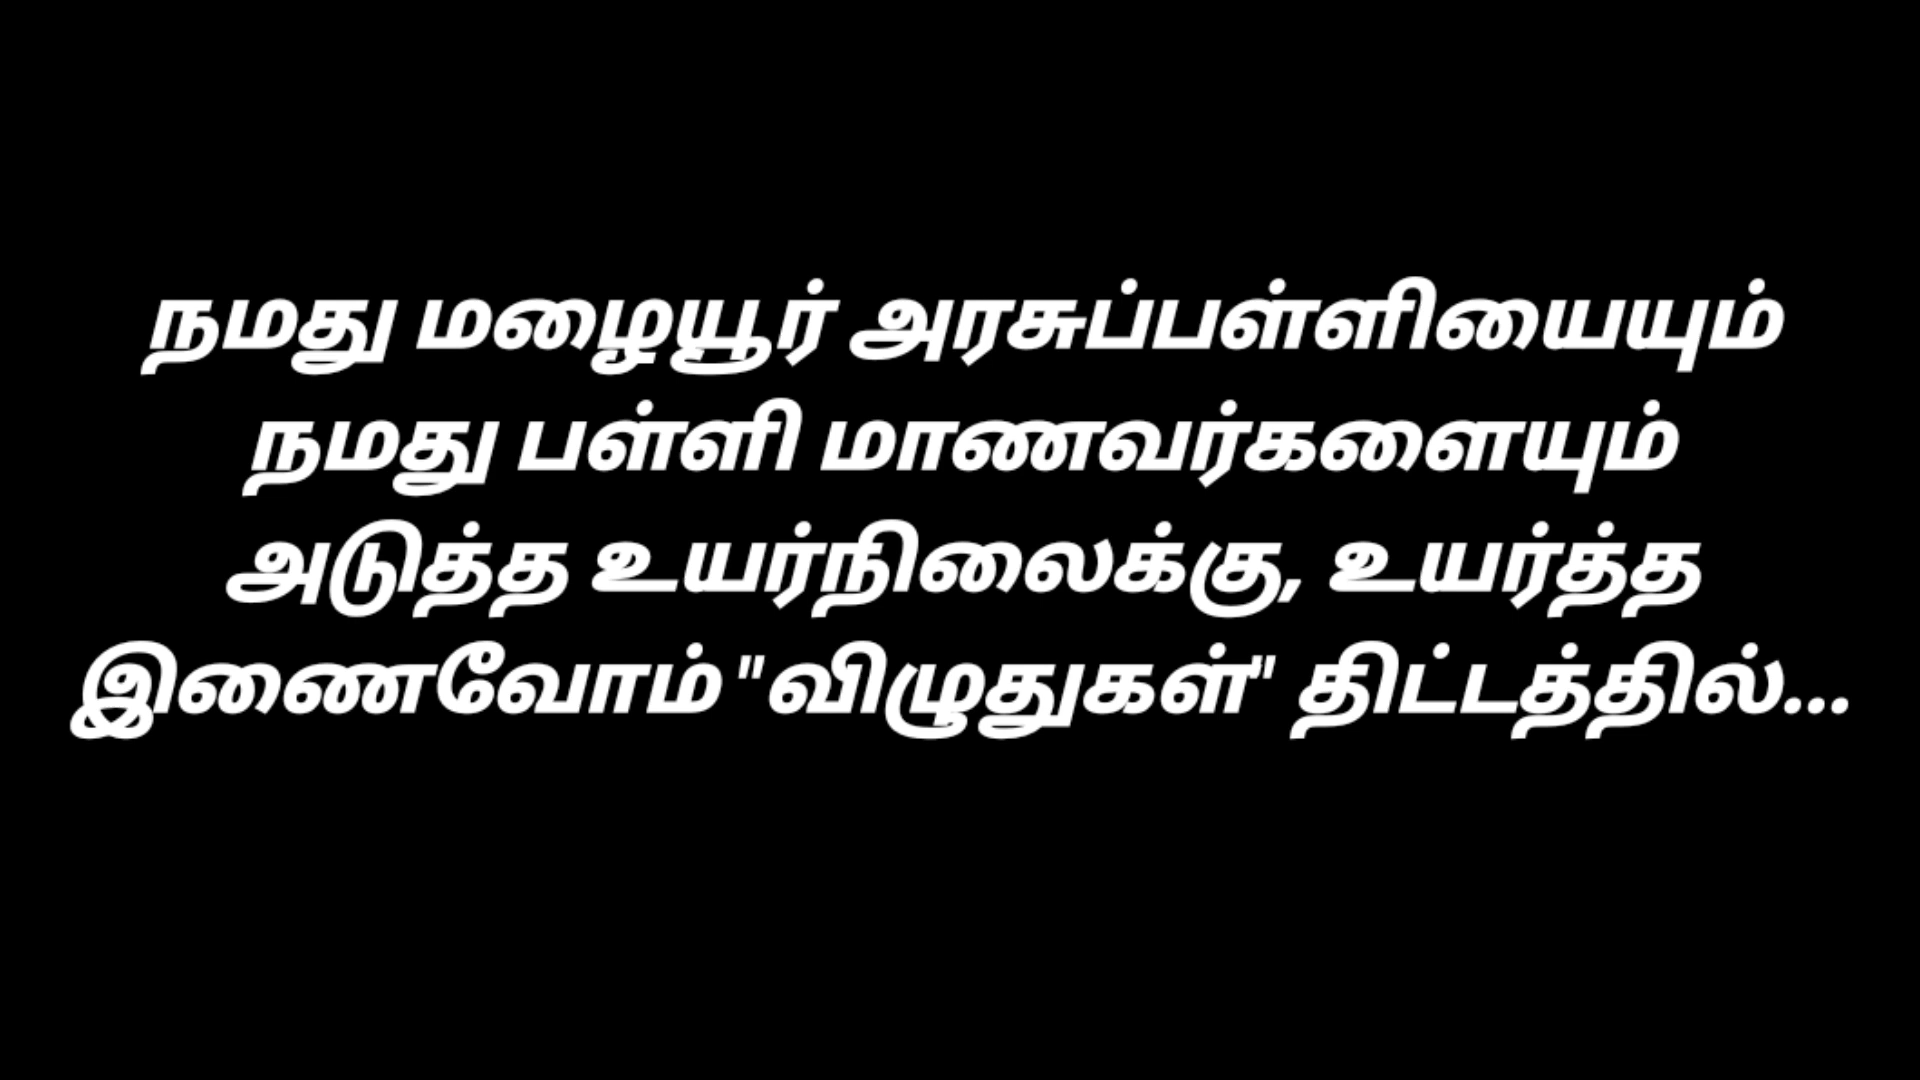 நமது மழையூர் அரசுப்பள்ளியையும்
நமது பள்ளி மாணவர்களையும்
அடுத்த உயர்நிலைக்கு, உயர்த்த
இணைவோம் "விழுதுகள்" திட்டத்தில்...